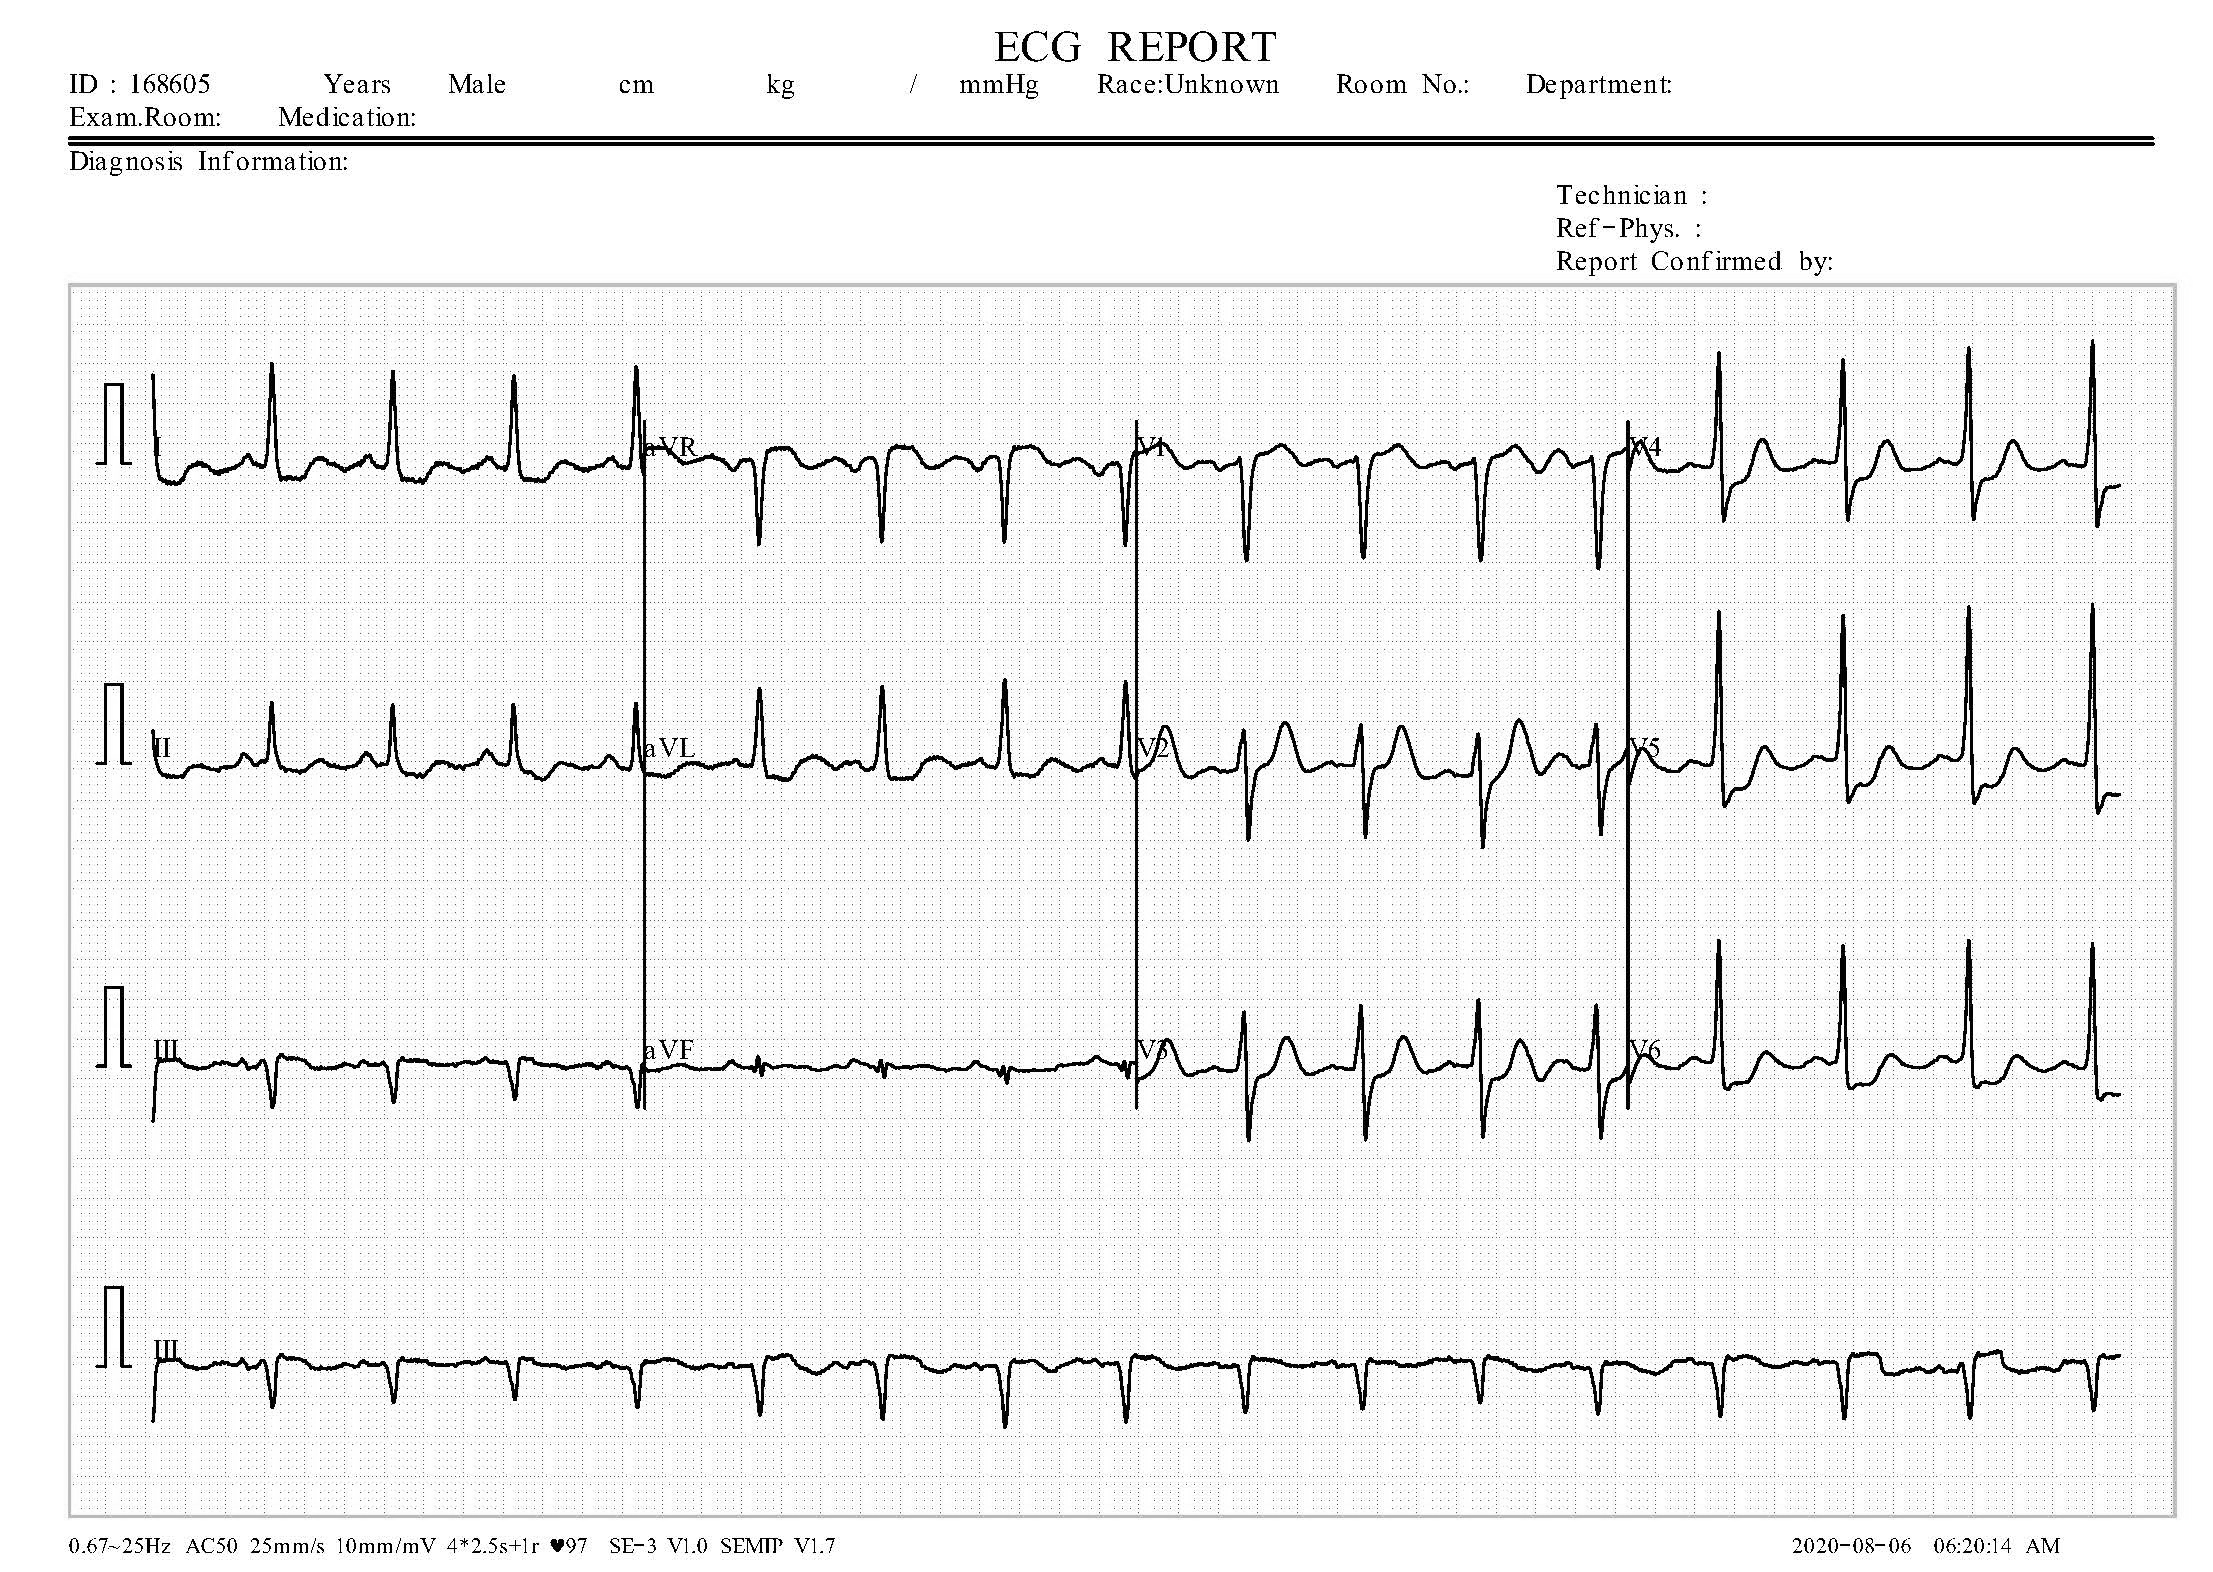 ECG REPORT
ID : 168605 Years Male cm kg / mmHg Race:Unknown Room No.: Department:
Exam.Room: Medication:
Diagnosis Information:
Technician :
Ref-Phys. :
Report Confirmed by:
I aVR V1 V4
II aVL V2 V5
III aVF V3 V6
III
0.67~25Hz AC50 25mm/s 10mm/mV 4*2.5s+1r ♥97 SE-3 V1.0 SEMIP V1.7 2020-08-06 06:20:14 AM